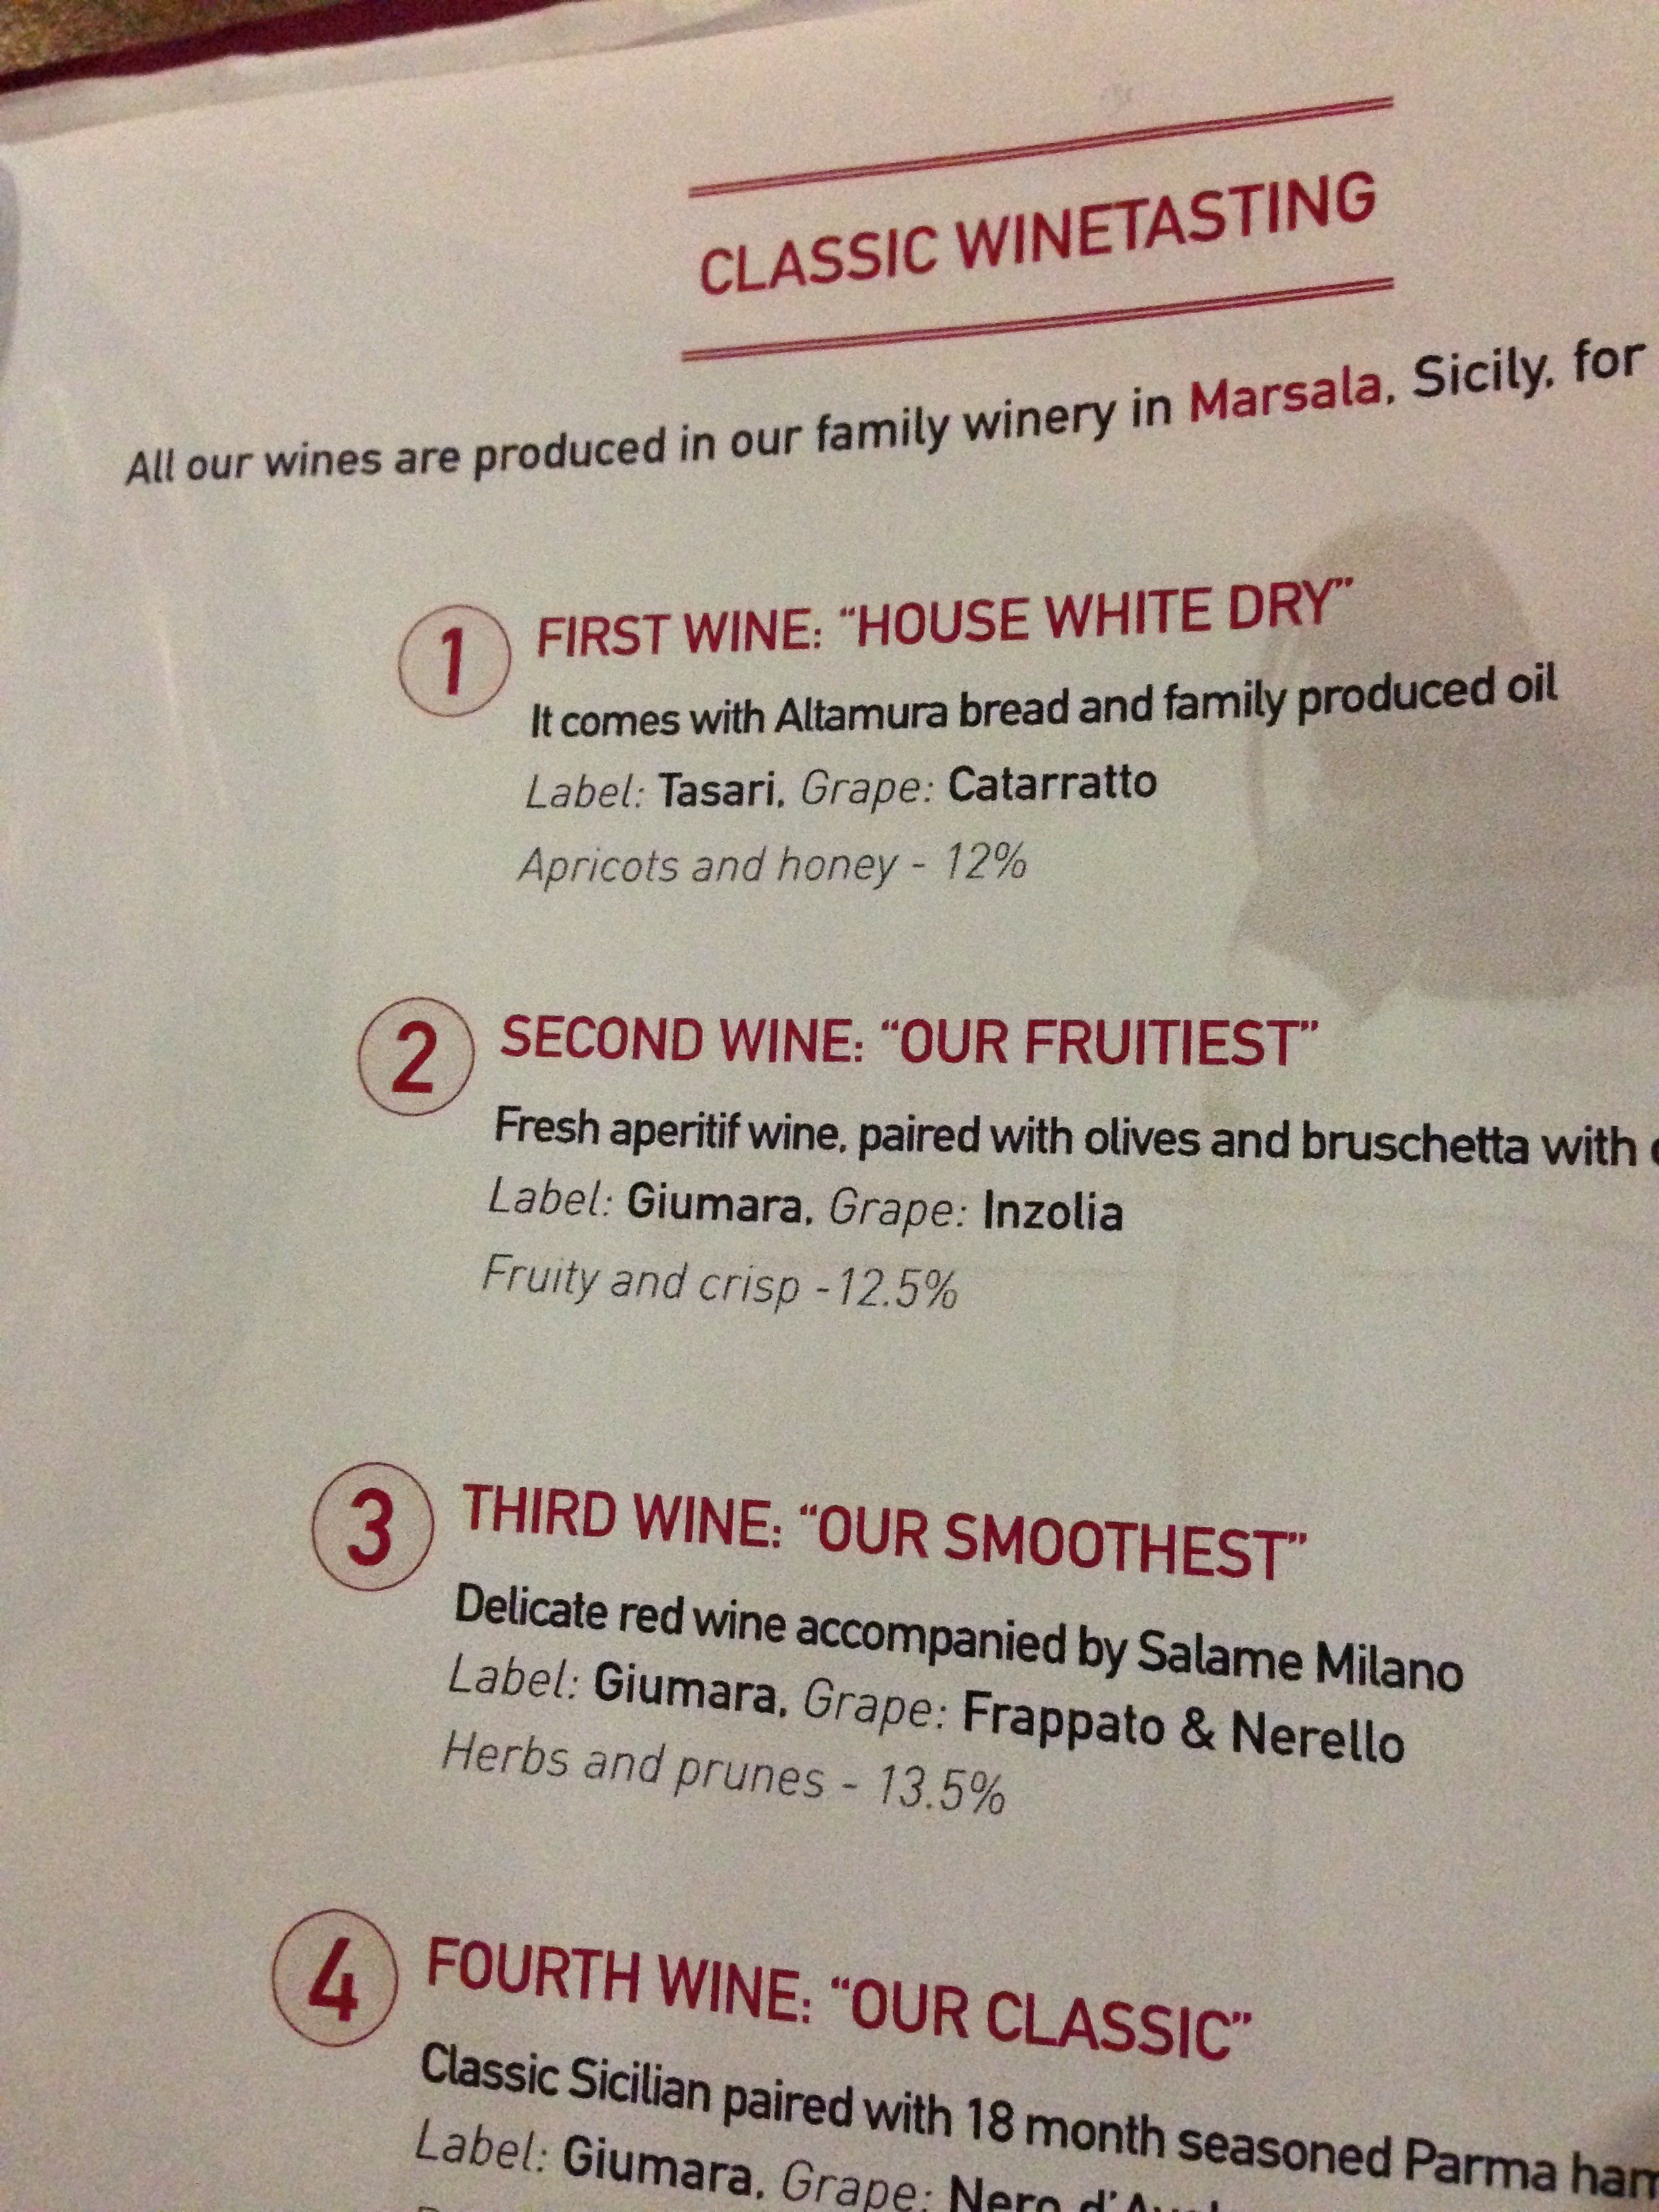 CLASSIC WINETASTING
All our wines are produced in our family winery in Marsala, Sicily, for
1
FIRST WINE: “HOUSE WHITE DRY”
It comes with Altamura bread and family produced oil
Label: Tasari, Grape: Catarratto
Apricots and honey - 12%
2
SECOND WINE: “OUR FRUITIEST”
Fresh aperitif wine, paired with olives and bruschetta with
Label: Giumara, Grape: Inzolia
Fruity and crisp -12.5%
3
THIRD WINE: “OUR SMOOTHEST”
Delicate red wine accompanied by Salame Milano
Label: Giumara, Grape: Frappato & Nerello
Herbs and prunes - 13.5%
4
FOURTH WINE: “OUR CLASSIC”
Classic Sicilian paired with 18 month seasoned Parma ham
Label: Giumara, Grape: Nero